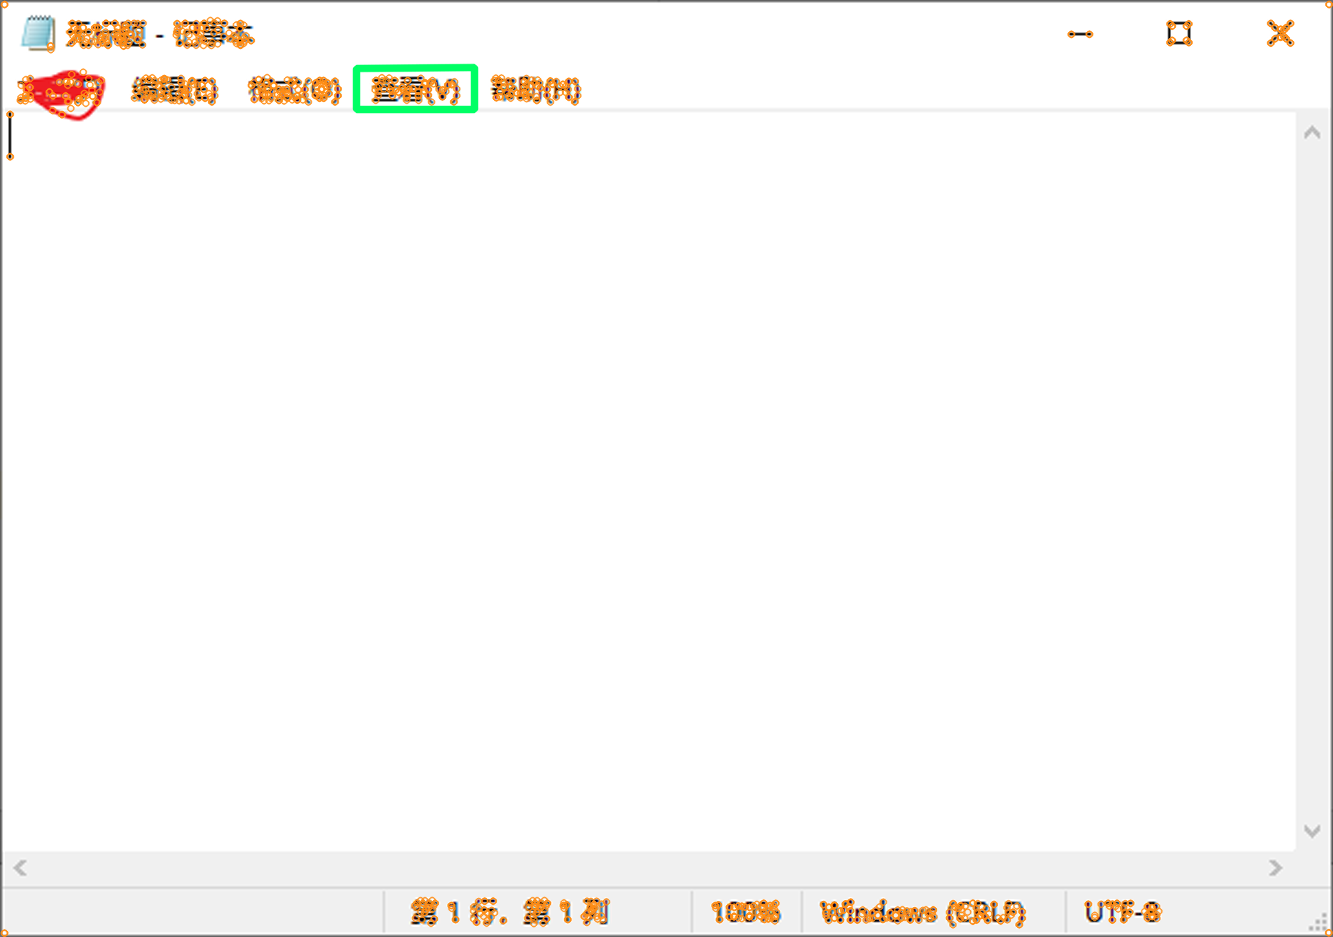 无标题 - 记事本
编辑(E) 格式(O) 查看(V) 帮助(H)
第 1 行，第 1 列 100% Windows (CRLF) UTF-8